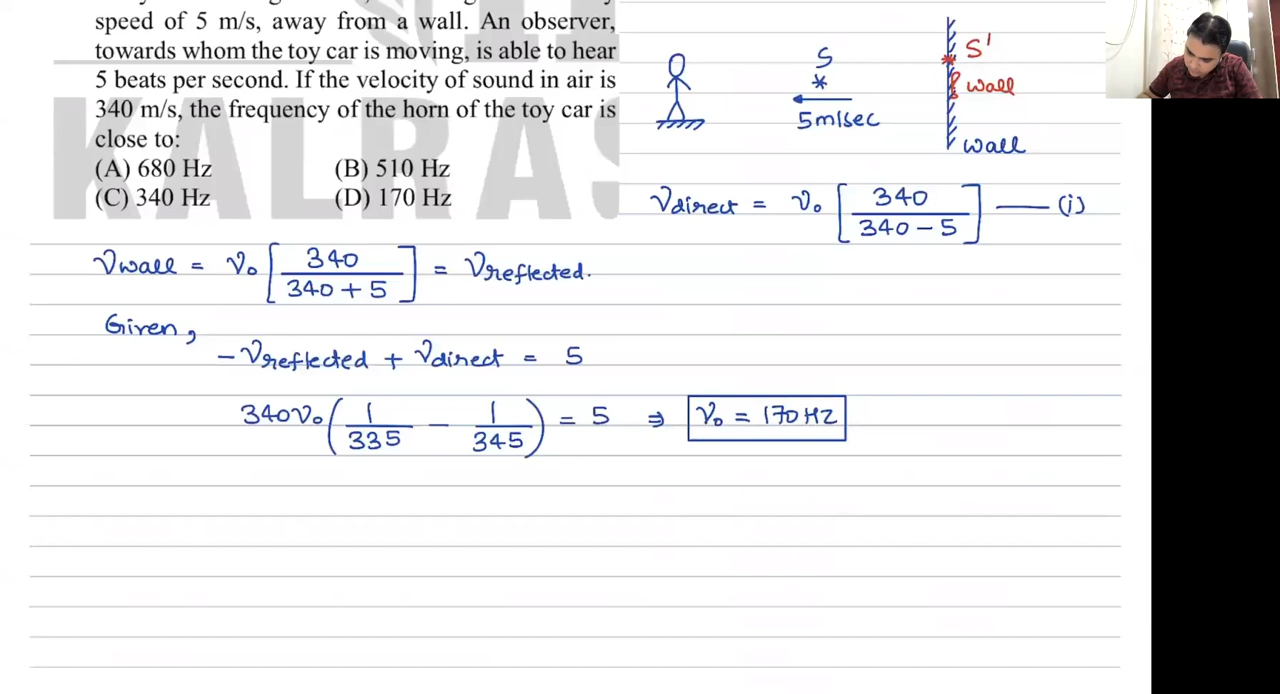 speed of 5 m/s, away from a wall. An observer,
towards whom the toy car is moving, is able to hear
5 beats per second. If the velocity of sound in air is
340 m/s, the frequency of the horn of the toy car is
close to:
(A) 680 Hz (B) 510 Hz
(C) 340 Hz (D) 170 Hz
KALRAS
S
5m/sec
S'
wall
wall
νdirect = ν₀ [340 / (340 - 5)] —— (i)
νwall = ν₀ [340 / (340 + 5)] = νreflected.
Given,
- νreflected + νdirect = 5
340ν₀ (1/335 - 1/345) = 5 ⇒ ν₀ = 170 HZ